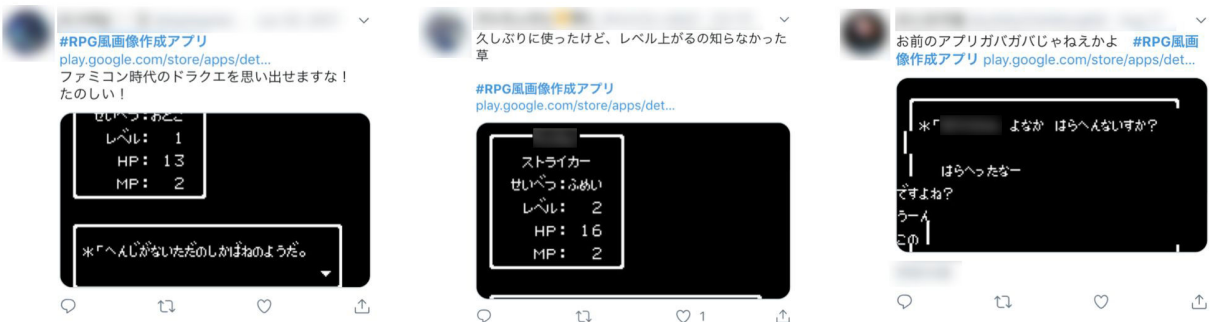 #RPG風画像作成アプリ
play.google.com/store/apps/det...
ファミコン時代のドラクエを思い出せますな！
たのしい！
せいべつ：おとこ
レベル： 1
HP： 13
MP： 2
＊「へんじがないただのしかばねのようだ。
久しぶりに使ったけど、レベル上がるの知らなかった
草
#RPG風画像作成アプリ
play.google.com/store/apps/det...
ストライカー
せいべつ：ふめい
レベル： 2
HP： 16
MP： 2
1
お前のアプリガバガバじゃねえかよ #RPG風画
像作成アプリ play.google.com/store/apps/det...
＊「 よなか はらへんないすか？
はらへったなー
ですよね？
うーん
この